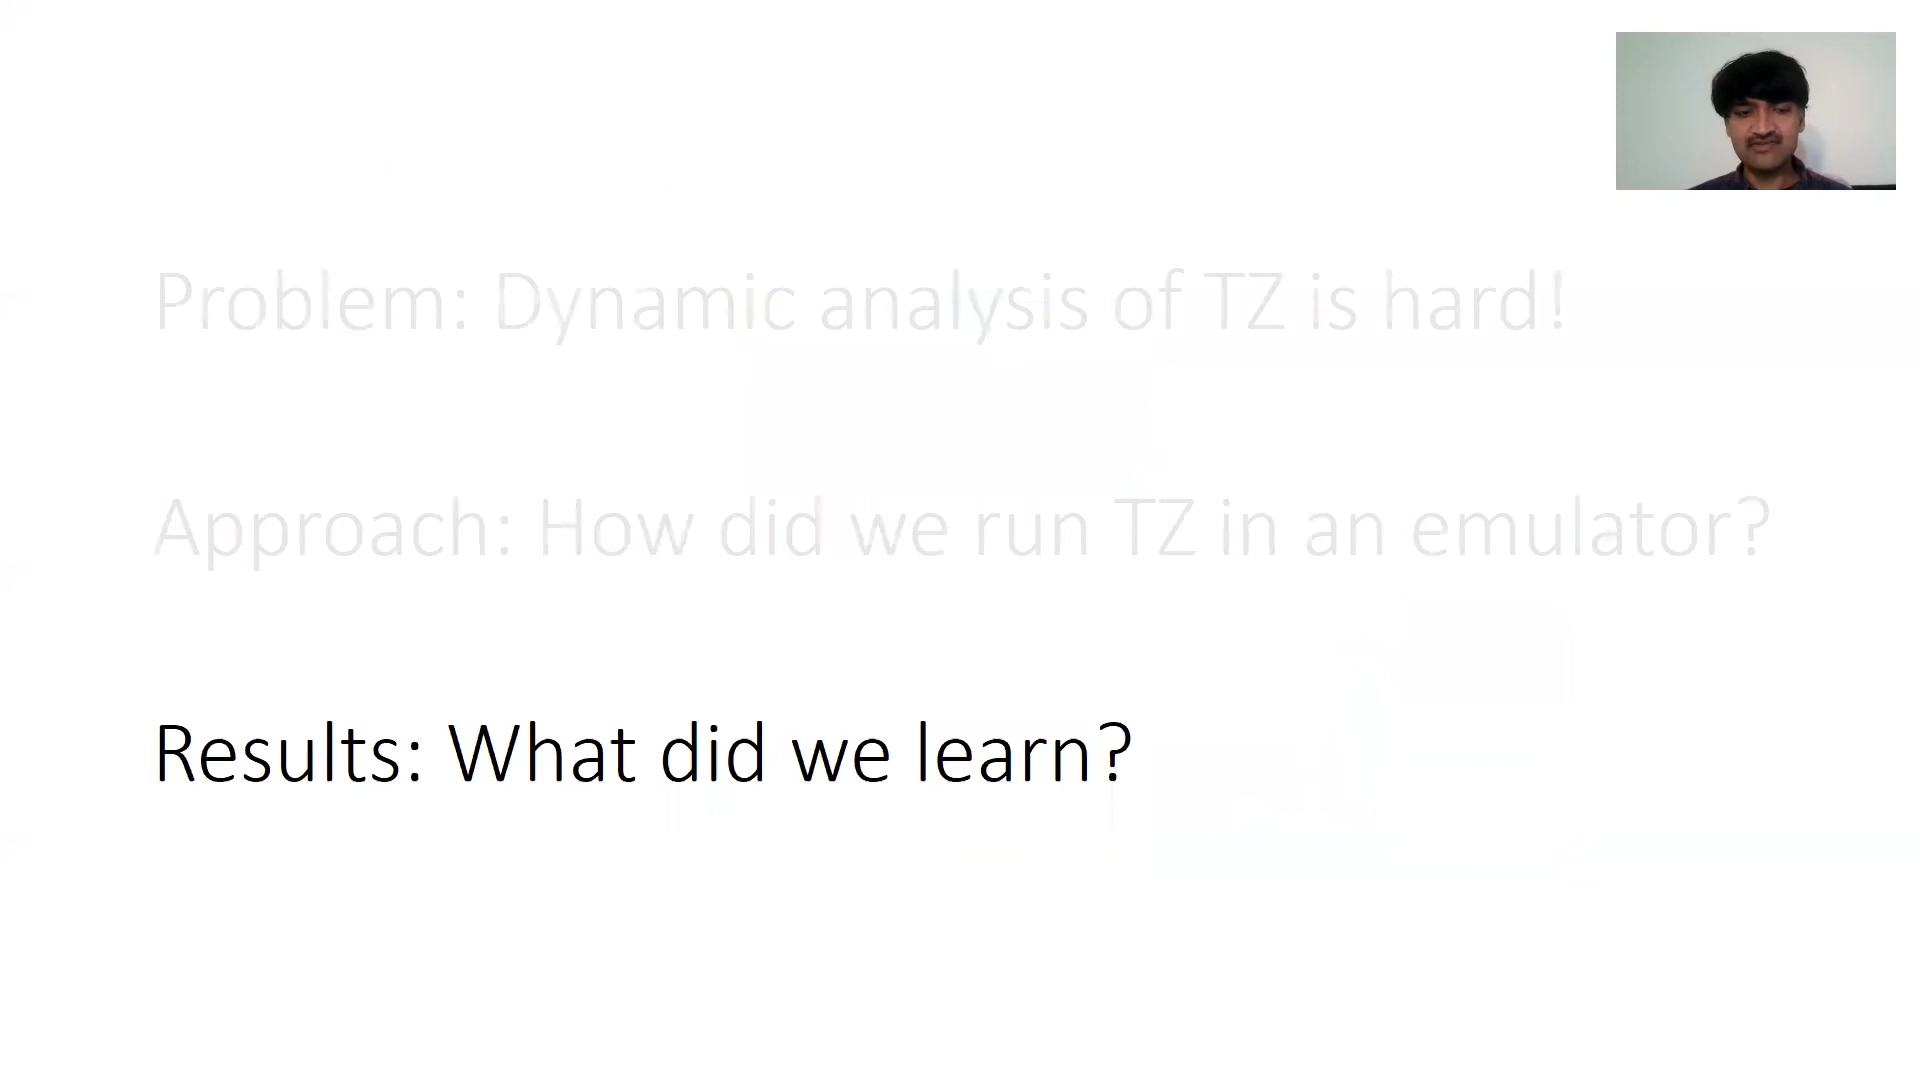 Problem: Dynamic analysis of TZ is hard!
Approach: How did we run TZ in an emulator?
Results: What did we learn?